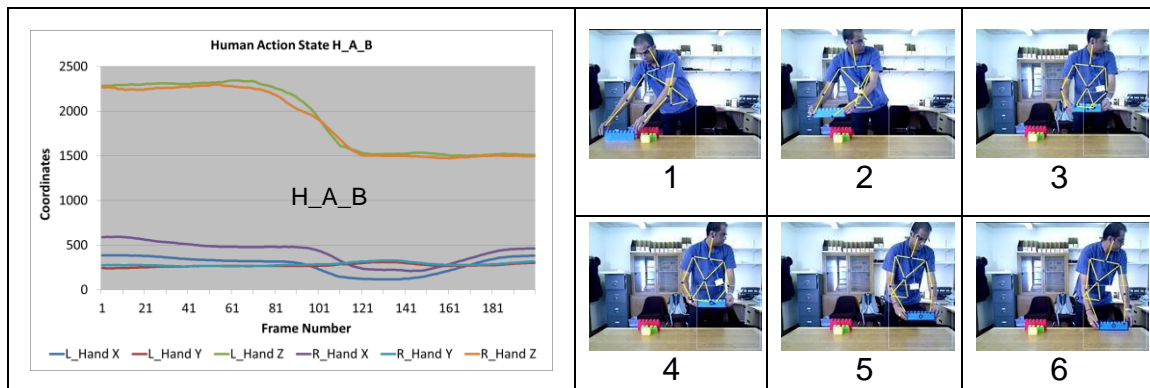 Human Action State H_A_B
2500
2000
1500
1000
500
0
Coordinates
H_A_B
1 21 41 61 81 101 121 141 161 181
Frame Number
L_Hand X L_Hand Y L_Hand Z R_Hand X R_Hand Y R_Hand Z
1 2 3
4 5 6